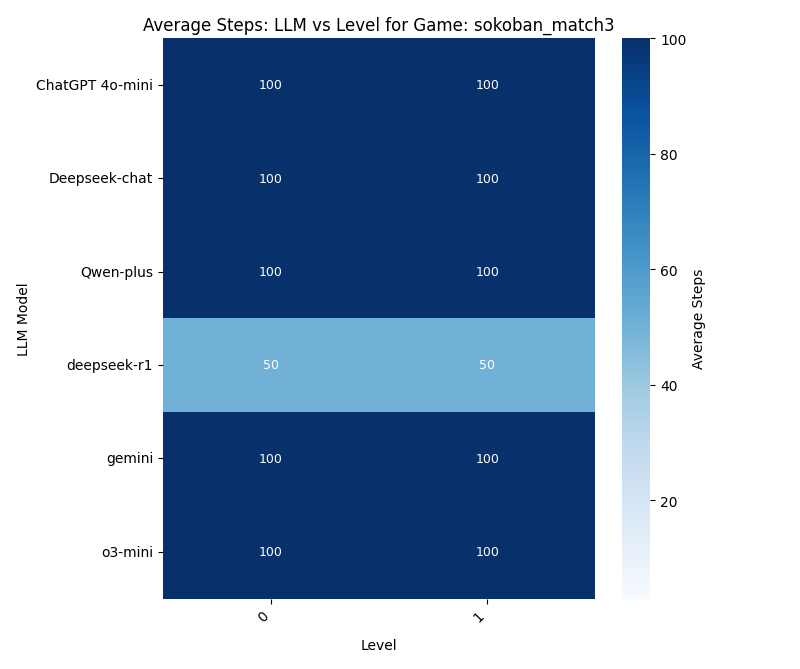 Average Steps: LLM vs Level for Game: sokoban_match3
LLM Model
ChatGPT 4o-mini
100 100
Deepseek-chat
100 100
Qwen-plus
100 100
deepseek-r1
50 50
gemini
100 100
o3-mini
100 100
0 1
Level
100
80
60
40
20
Average Steps